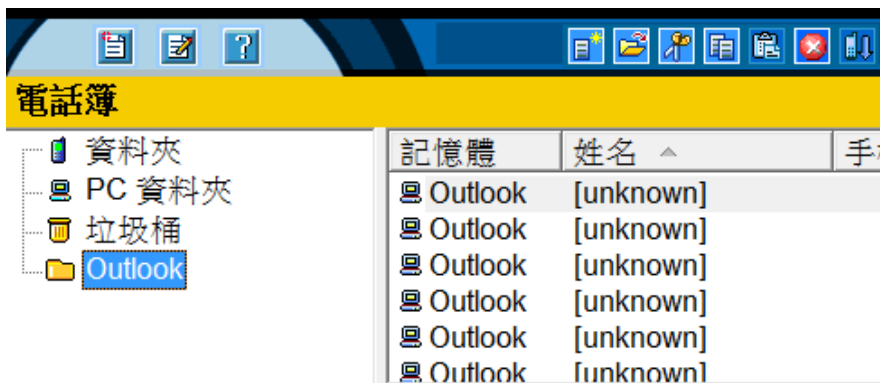 電話簿
資料夾
PC 資料夾
垃圾桶
Outlook
記憶體 姓名 手
Outlook [unknown]
Outlook [unknown]
Outlook [unknown]
Outlook [unknown]
Outlook [unknown]
Outlook [unknown]